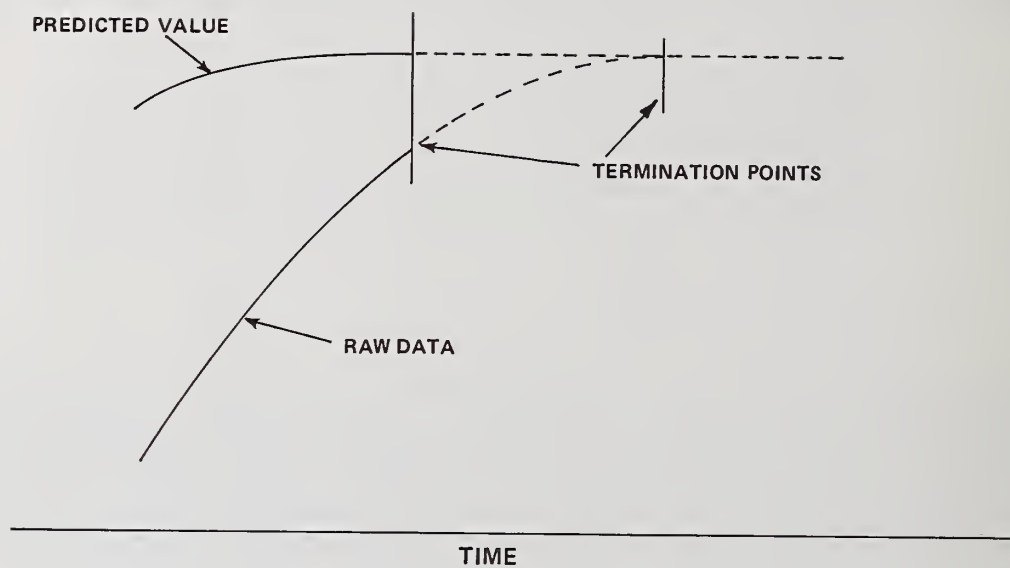 PREDICTED VALUE
TERMINATION POINTS
RAW DATA
TIME